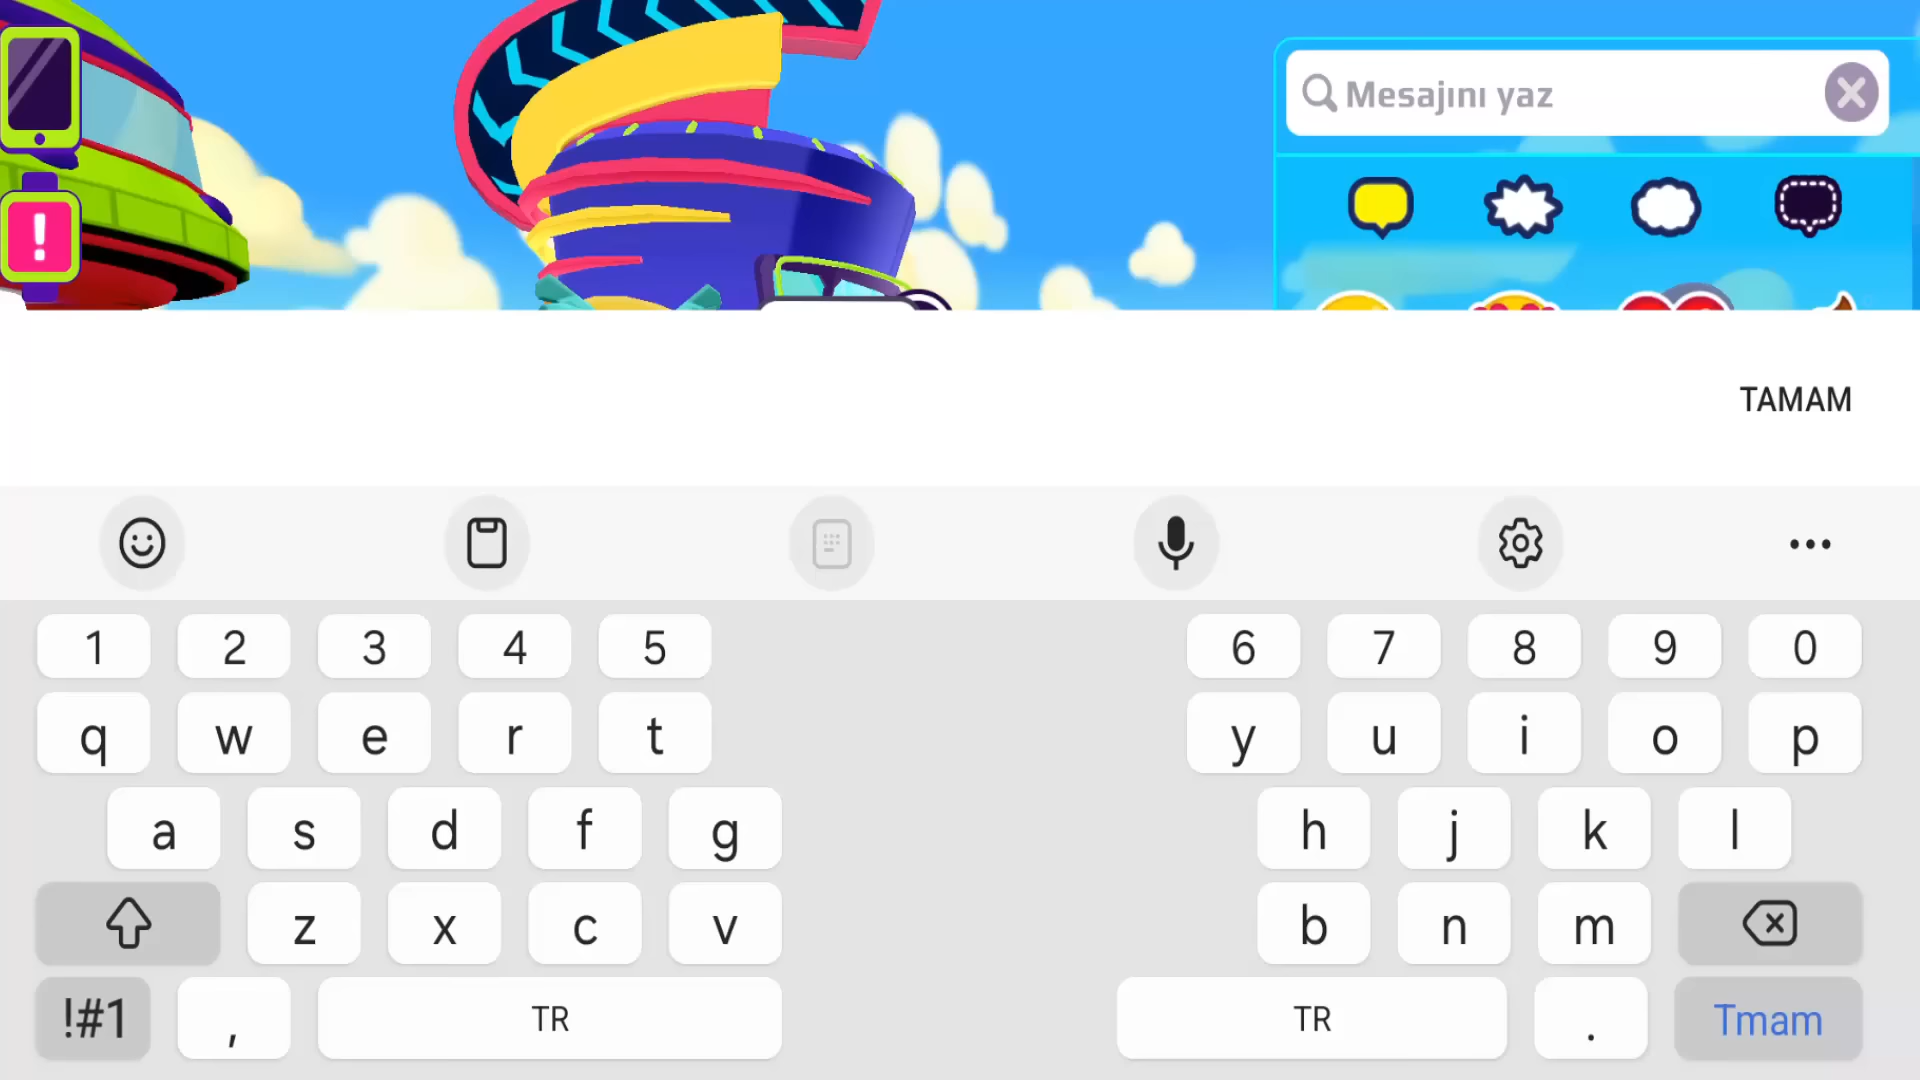 !
Mesajını yaz
TAMAM
1 2 3 4 5 6 7 8 9 0
q w e r t y u i o p
a s d f g h j k l
z x c v b n m
!#1 , TR TR . Tmam